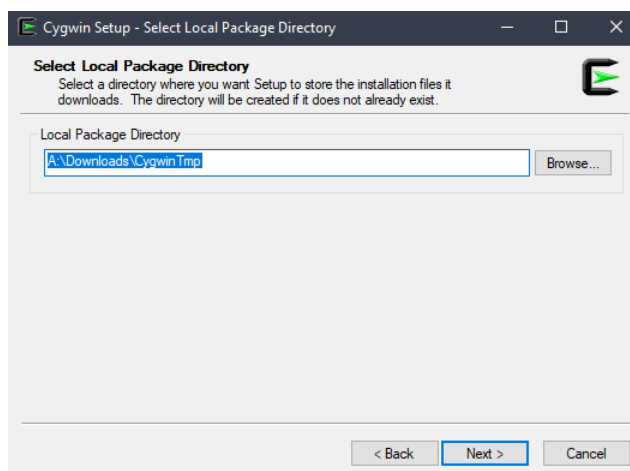 Cygwin Setup - Select Local Package Directory
Select Local Package Directory
Select a directory where you want Setup to store the installation files it
downloads. The directory will be created if it does not already exist.
Local Package Directory
A:\Downloads\CygwinTmp
Browse...
< Back
Next >
Cancel